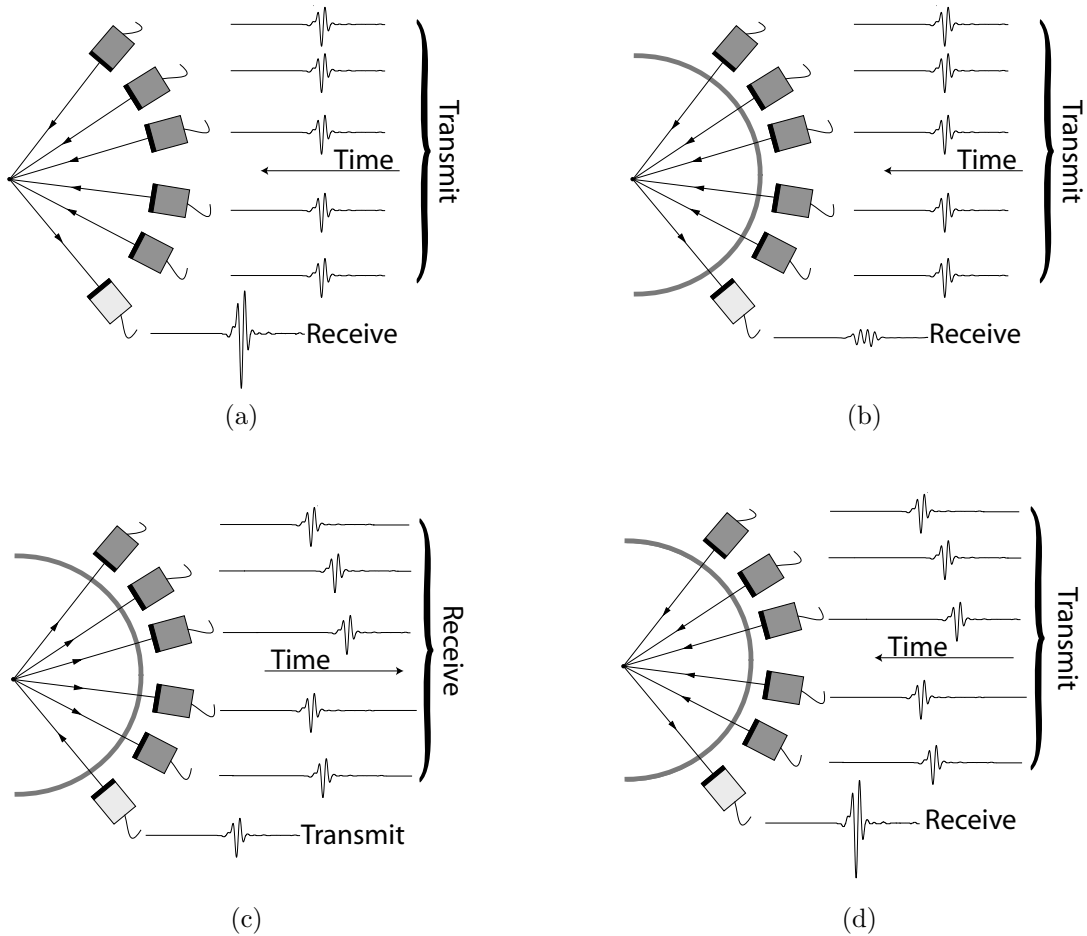 Transmit
Time
Receive
(a)
Transmit
Time
Receive
(b)
Receive
Time
Transmit
(c)
Transmit
Time
Receive
(d)